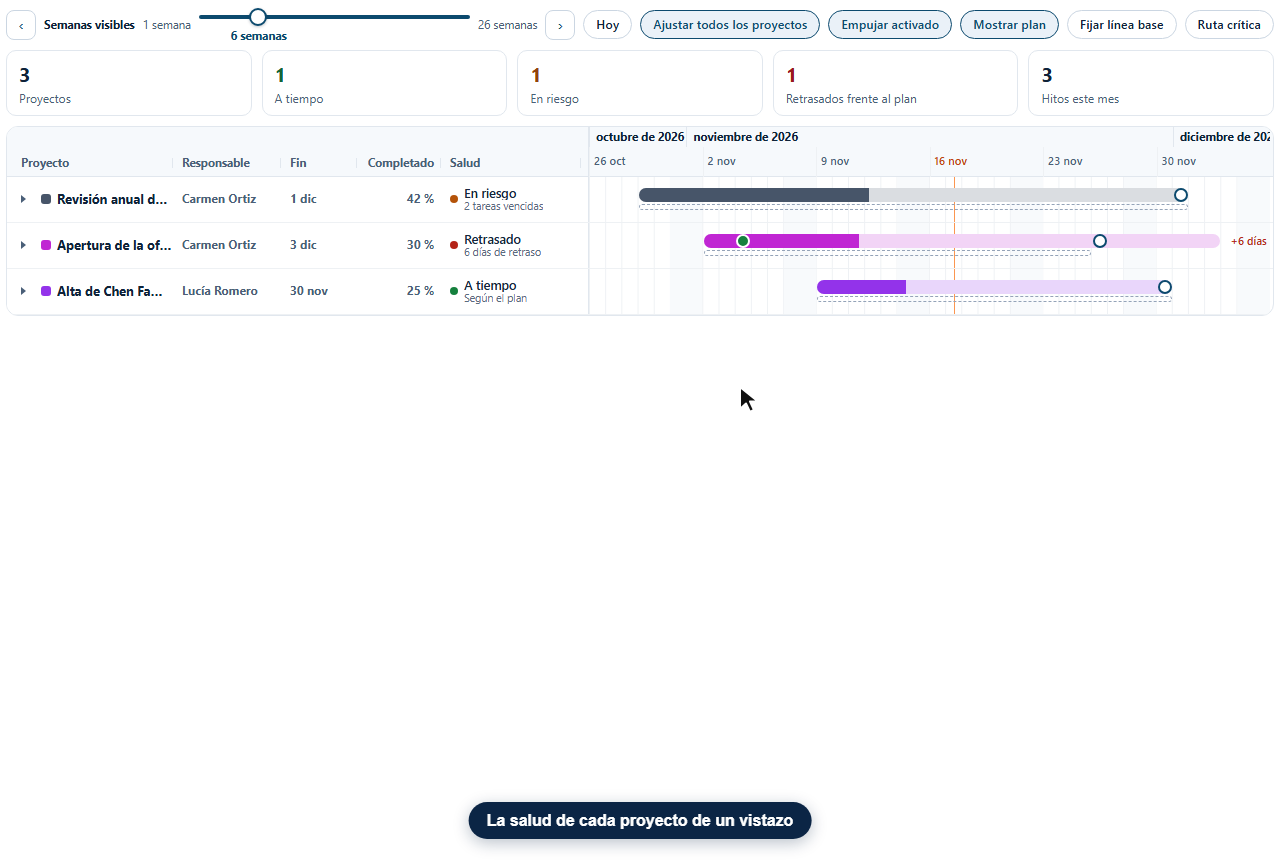 ‹ Semanas visibles 1 semana 6 semanas 26 semanas › Hoy Ajustar todos los proyectos Empujar activado Mostrar plan Fijar línea base Ruta crítica
3
Proyectos
1
A tiempo
1
En riesgo
1
Retrasados frente al plan
3
Hitos este mes
octubre de 2026 noviembre de 2026 diciembre de 202
Proyecto Responsable Fin Completado Salud 26 oct 2 nov 9 nov 16 nov 23 nov 30 nov
Revisión anual d... Carmen Ortiz 1 dic 42 % En riesgo
2 tareas vencidas
Apertura de la of... Carmen Ortiz 3 dic 30 % Retrasado +6 días
6 días de retraso
Alta de Chen Fa... Lucía Romero 30 nov 25 % A tiempo
Según el plan
La salud de cada proyecto de un vistazo